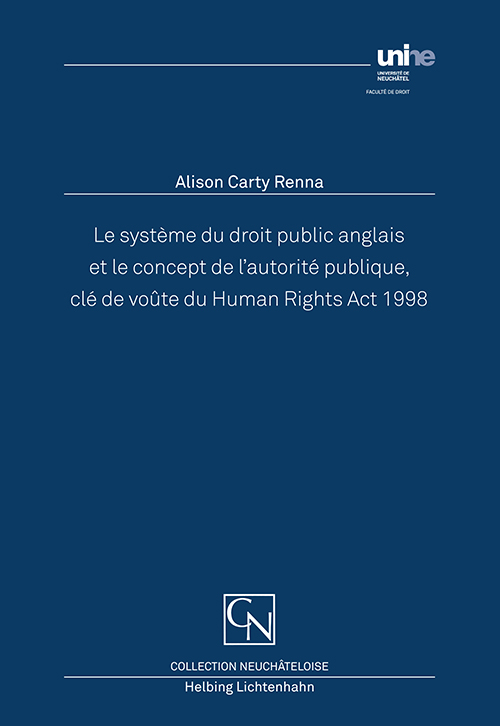 unine
UNIVERSITÉ DE
NEUCHÂTEL
FACULTÉ DE DROIT
Alison Carty Renna
Le système du droit public anglais
et le concept de l'autorité publique,
clé de voûte du Human Rights Act 1998
CN
COLLECTION NEUCHÂTELOISE
Helbing Lichtenhahn